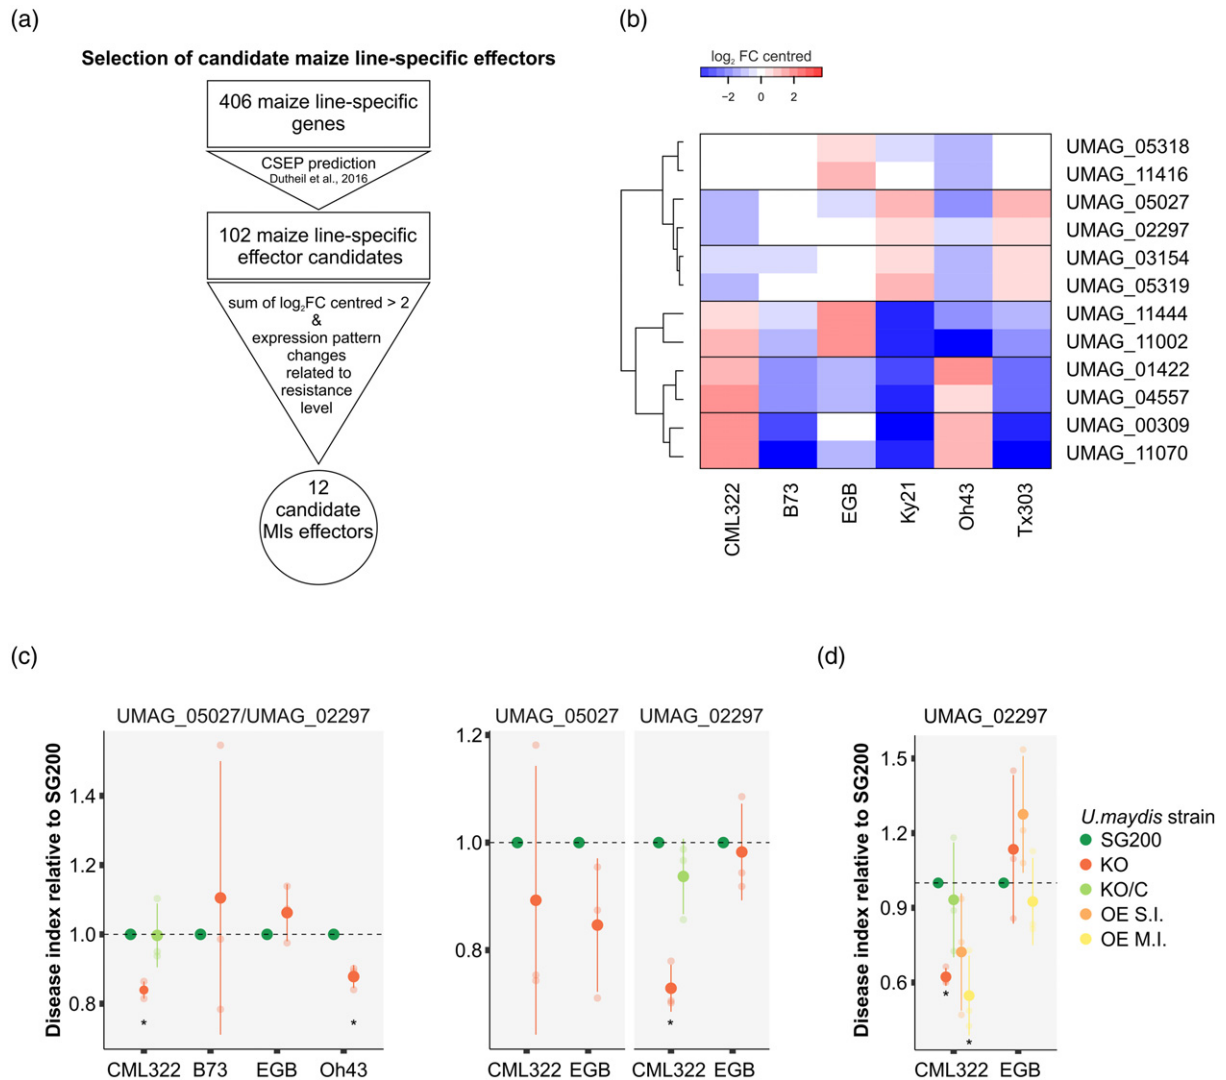 (a)
Selection of candidate maize line-specific effectors
406 maize line-specific
genes
CSEP prediction
Dutheil et al., 2016
102 maize line-specific
effector candidates
sum of log₂FC centred > 2
&
expression pattern
changes
related to
resistance
level
12
candidate
Mls effectors
(b)
log₂ FC centred
−2 0 2
UMAG_05318
UMAG_11416
UMAG_05027
UMAG_02297
UMAG_03154
UMAG_05319
UMAG_11444
UMAG_11002
UMAG_01422
UMAG_04557
UMAG_00309
UMAG_11070
CML322 B73 EGB Ky21 Oh43 Tx303
(c)
UMAG_05027/UMAG_02297
Disease index relative to SG200
1.4
1.2
1.0
0.8
* *
CML322 B73 EGB Oh43
UMAG_05027 UMAG_02297
1.2
1.0
0.8
*
CML322 EGB CML322 EGB
(d)
UMAG_02297
Disease index relative to SG200
1.5
1.2
0.9
0.6
*
*
CML322 EGB
U.maydis strain
SG200
KO
KO/C
OE S.I.
OE M.I.